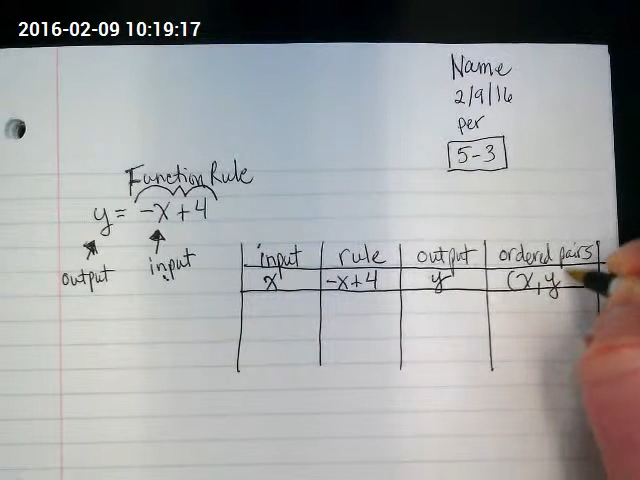 2016-02-09 10:19:17
Name
2/9/16
per
5-3
Function Rule
y = -x+4
output
input
input rule output ordered pairs
x -x+4 y (x,y